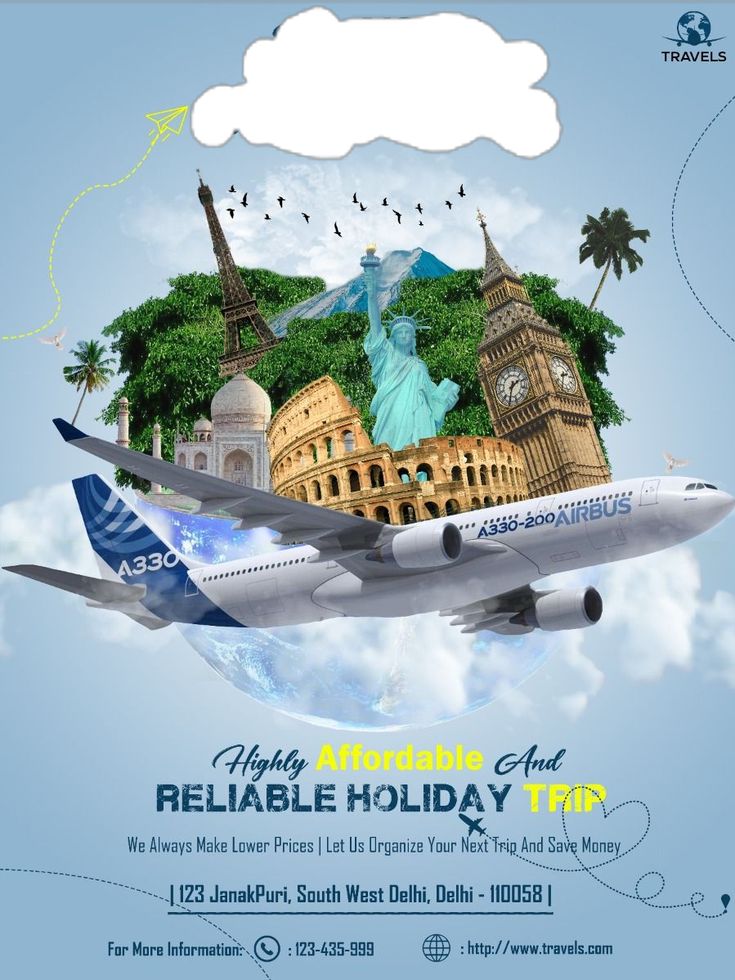 TRAVELS
A330-200 AIRBUS
A330
Highly Affordable And
RELIABLE HOLIDAY TRIP
We Always Make Lower Prices | Let Us Organize Your Next Trip And Save Money
| 123 JanakPuri, South West Delhi, Delhi - 110058 |
For More Information: : 123-435-999 : http://www.travels.com